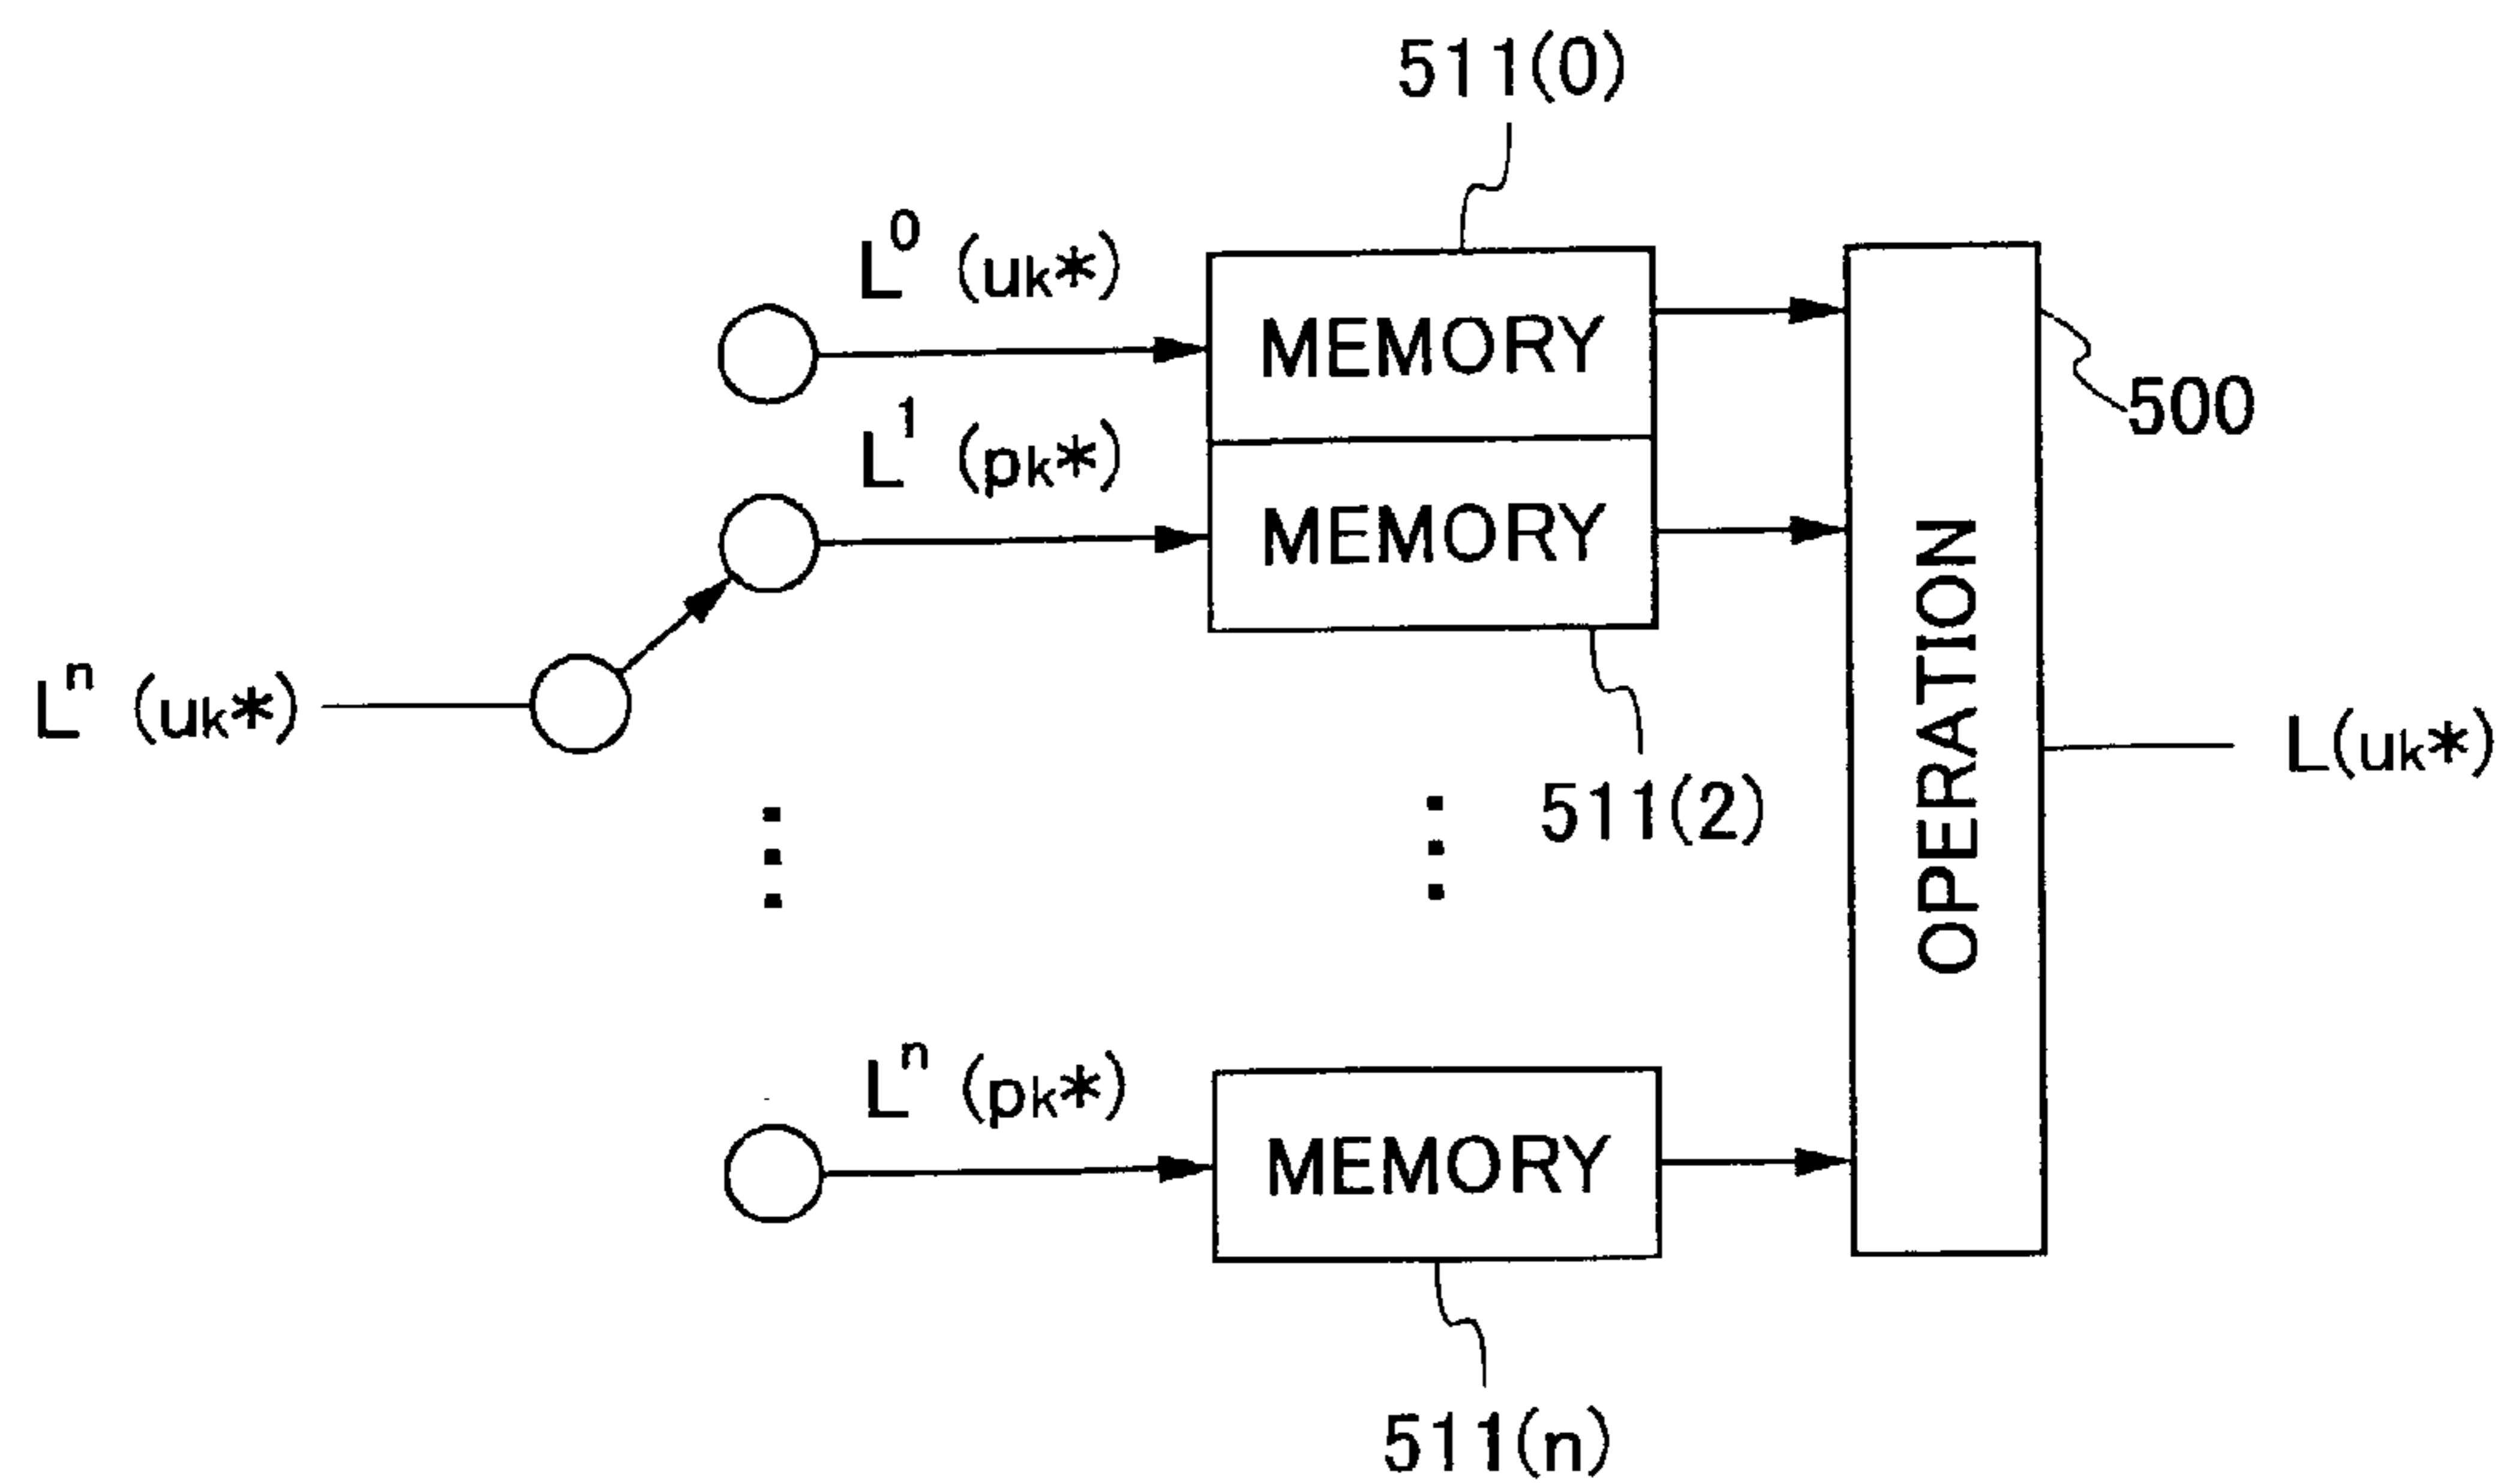 511(0)
L⁰ (uk*)
MEMORY
500
L¹ (pk*)
MEMORY
Lⁿ (uk*)
OPERATION
L(uk*)
511(2)
Lⁿ (pk*)
MEMORY
511(n)